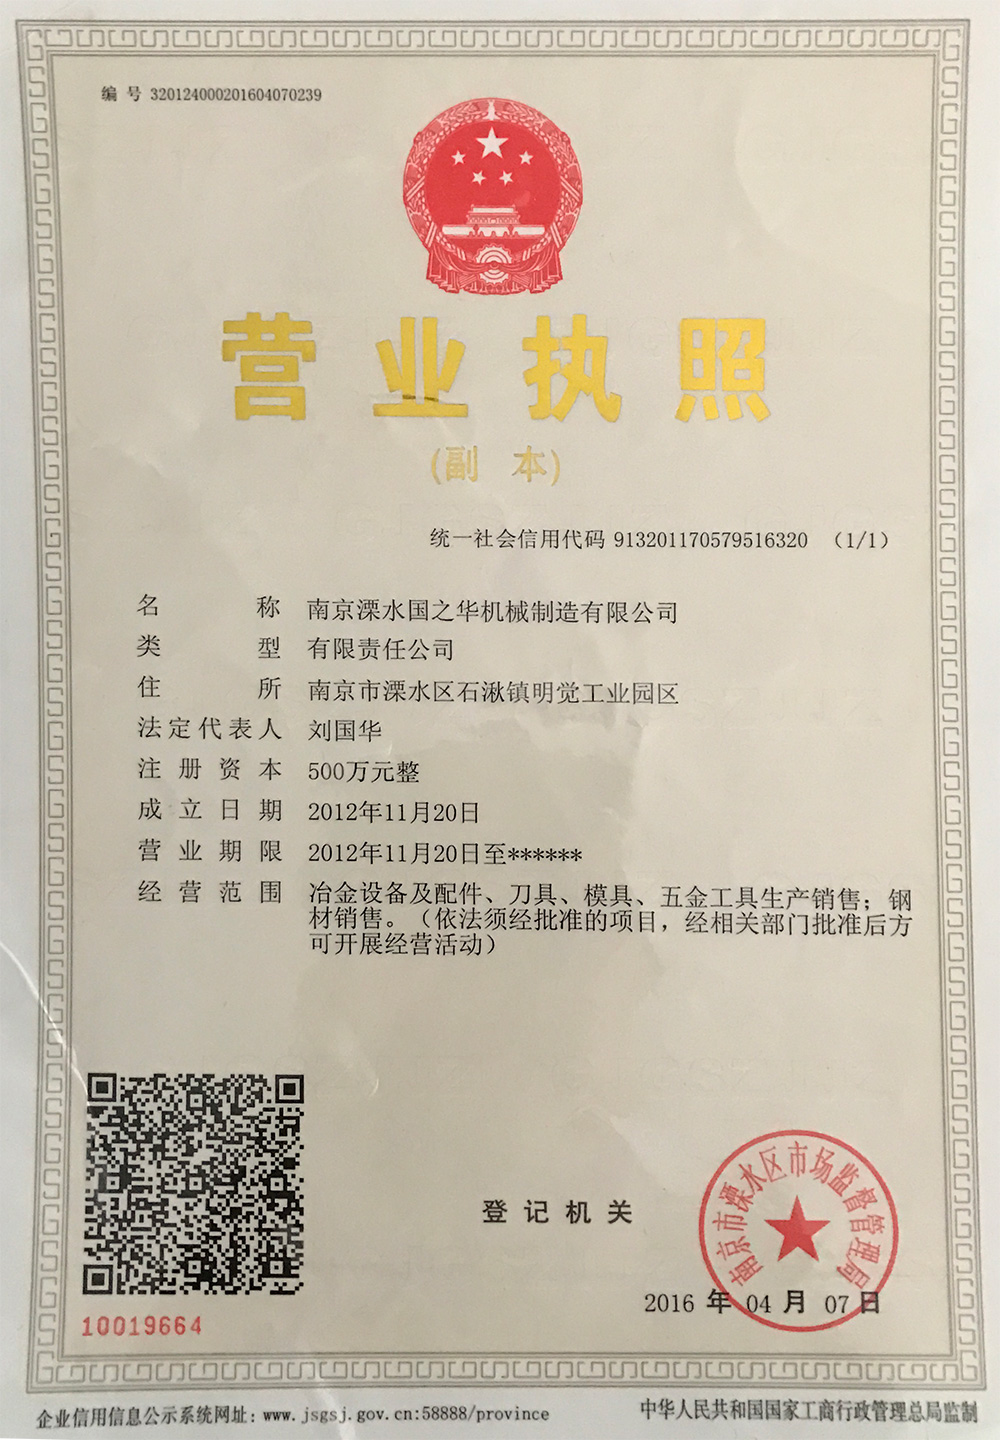 编 号 320124000201604070239
营业执照
(副 本)
统一社会信用代码 913201170579516320 （1/1）
名 称 南京溧水国之华机械制造有限公司
类 型 有限责任公司
住 所 南京市溧水区石湫镇明觉工业园区
法定代表人 刘国华
注册资本 500万元整
成立日期 2012年11月20日
营业期限 2012年11月20日至******
经营范围 冶金设备及配件、刀具、模具、五金工具生产销售；钢
材销售。（依法须经批准的项目，经相关部门批准后方
可开展经营活动）
登记机关
南京市溧水区市场监督管理局
2016 年 04 月 07 日
10019664
企业信用信息公示系统网址：www.jsgsj.gov.cn:58888/province
中华人民共和国国家工商行政管理总局监制